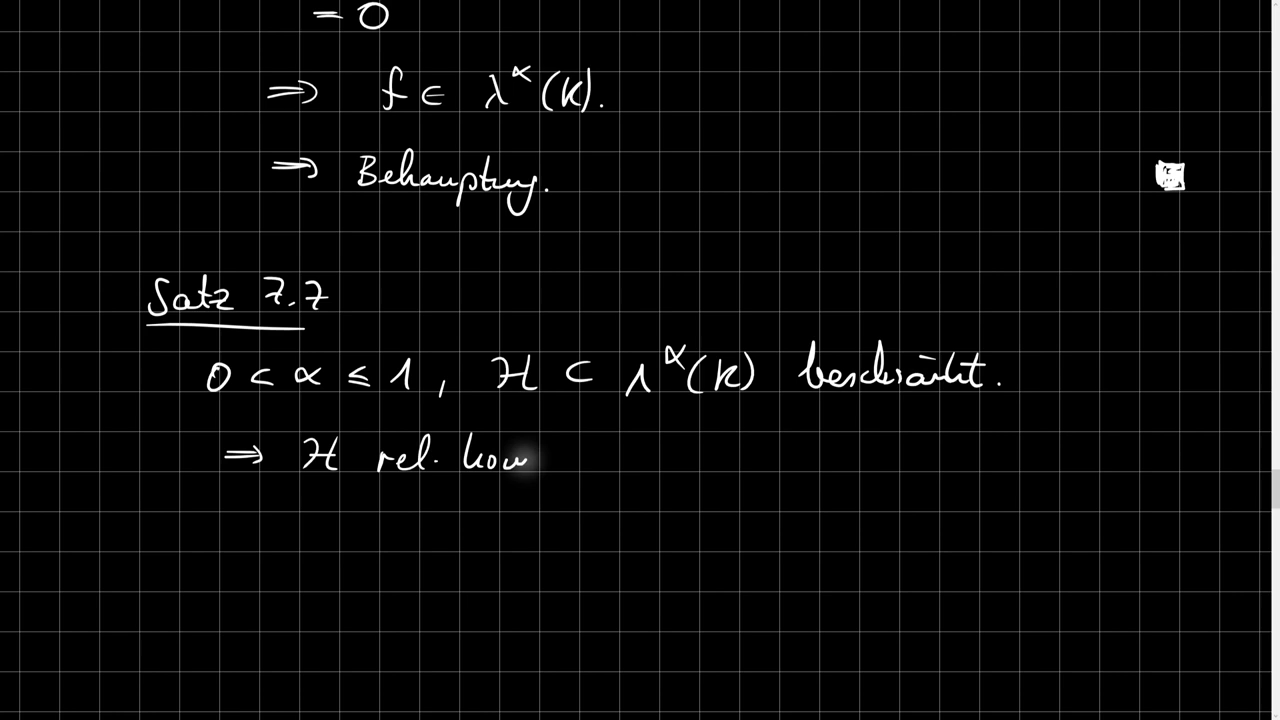 = 0
⇒ f ∈ λ^α(K).
⇒ Behauptung.
Satz 7.7
0 < α ≤ 1, ℋ ⊂ λ^α(K) beschränkt.
⇒ ℋ rel. kom